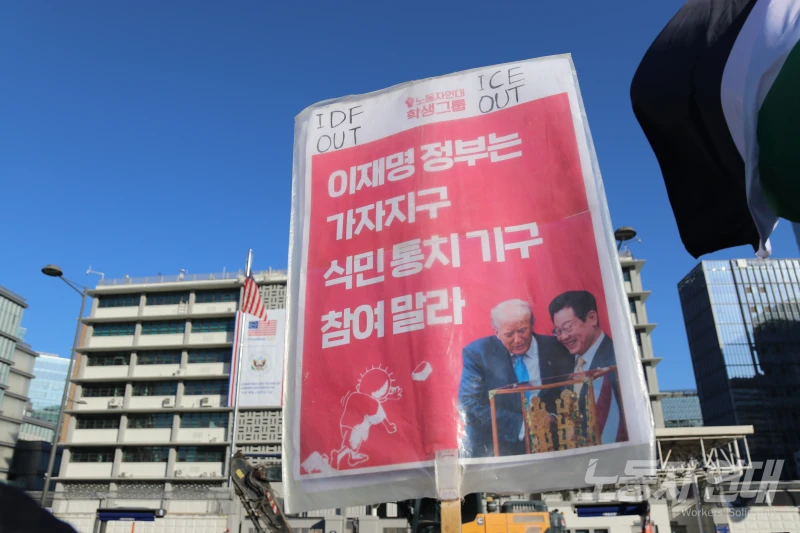 IDF
OUT
노동자연대
학생그룹
ICE
OUT
이재명 정부는
가자지구
식민 통치 기구
참여 말라
노동자 연대
Workers' Solidarity